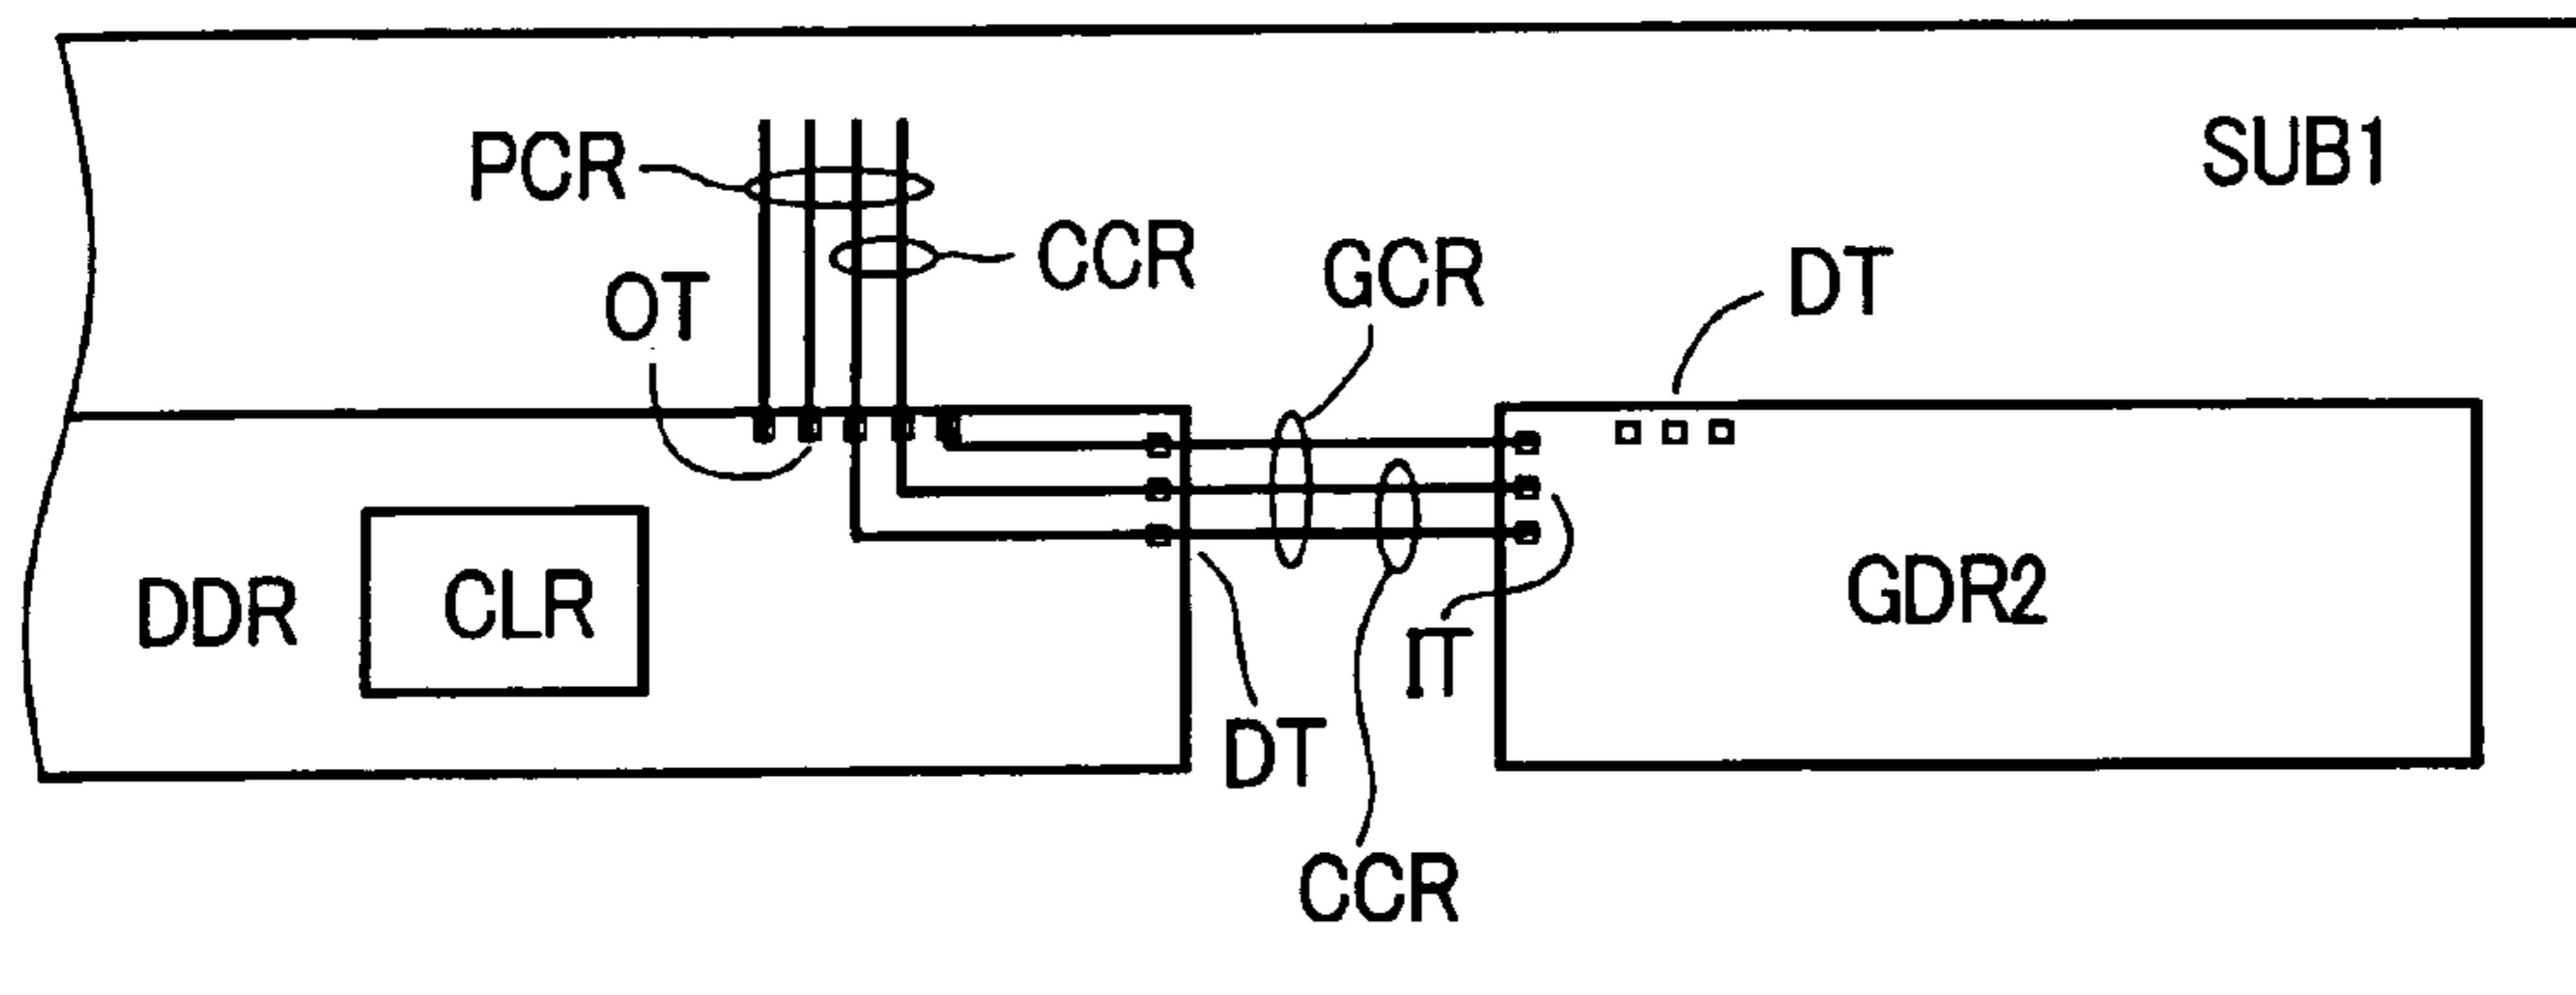 SUB1
PCR
CCR
GCR
DT
OT
DDR
CLR
GDR2
IT
DT
CCR